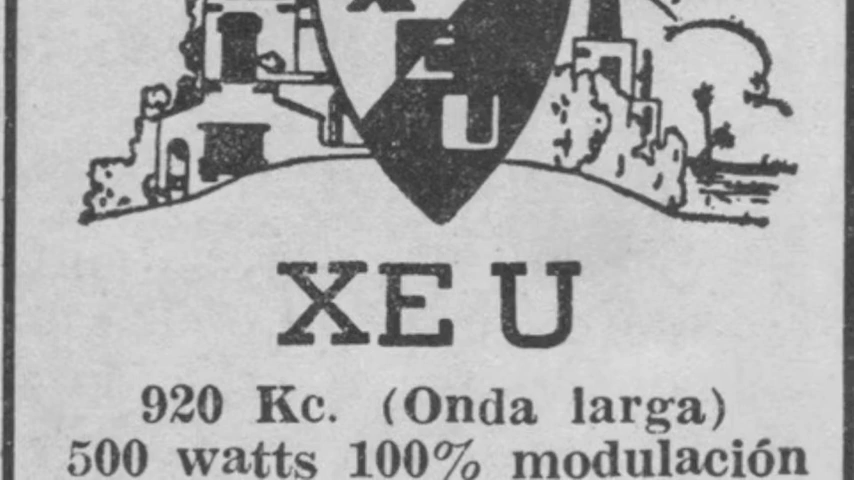 X
E
U
XEU
920 Kc. (Onda larga)
500 watts 100% modulación